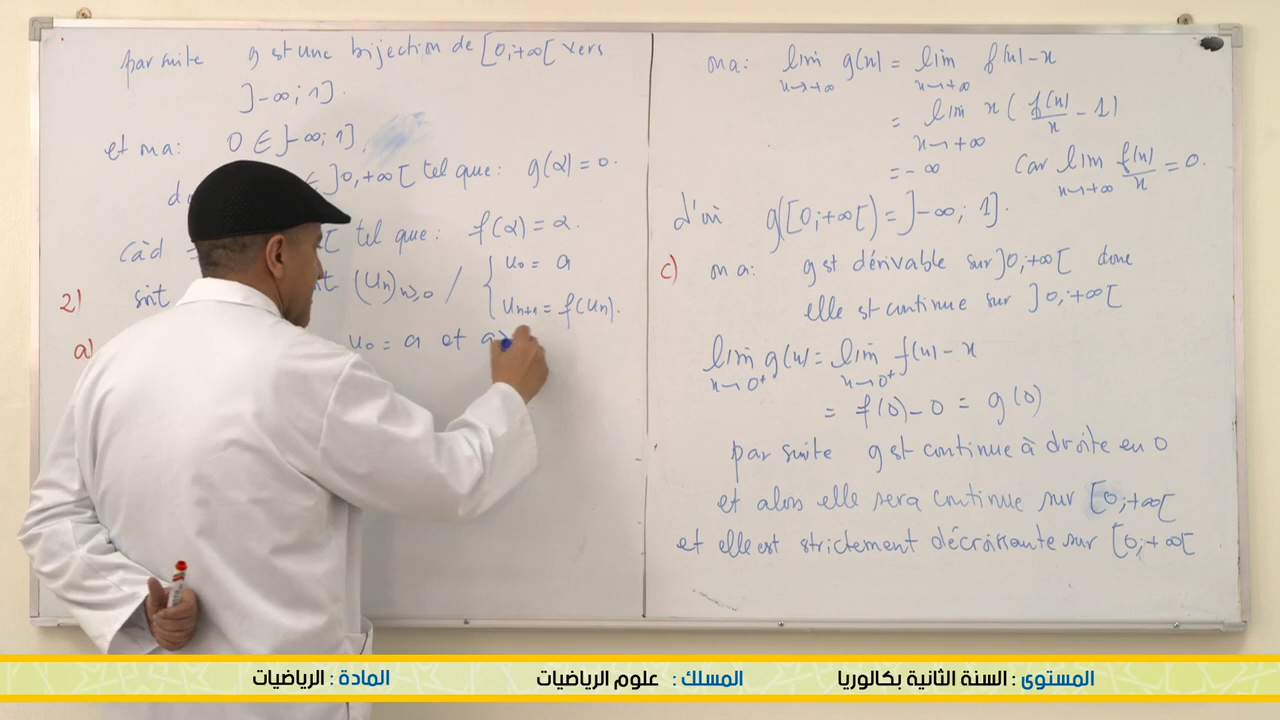 par suite g est une bijection de [0;+∞[ vers
]-∞;1].
et on a: 0 ∈ ]-∞;1].
∈ ]0,+∞[ tel que: g(α)=0.
càd tel que: f(α)=α.
2) soit (Un)n≥0 / { u0 = a
Un+1 = f(Un).
a) u0 = a et a
on a: lim g(x) = lim f(x)-x
x→+∞ x→+∞
= lim x ( f(x)/x - 1)
x→+∞
= -∞ car lim f(x)/x = 0.
x→+∞
d'où g([0;+∞[) = ]-∞;1].
c) on a: g est dérivable sur ]0;+∞[ donc
elle est continue sur ]0;+∞[
lim g(x) = lim f(x)-x
x→0+ x→0+
= f(0)-0 = g(0)
par suite g est continue à droite en 0
et alors elle sera continue sur [0;+∞[
et elle est strictement décroissante sur [0;+∞[
المستوى : السنة الثانية بكالوريا المسلك : علوم الرياضيات المادة : الرياضيات